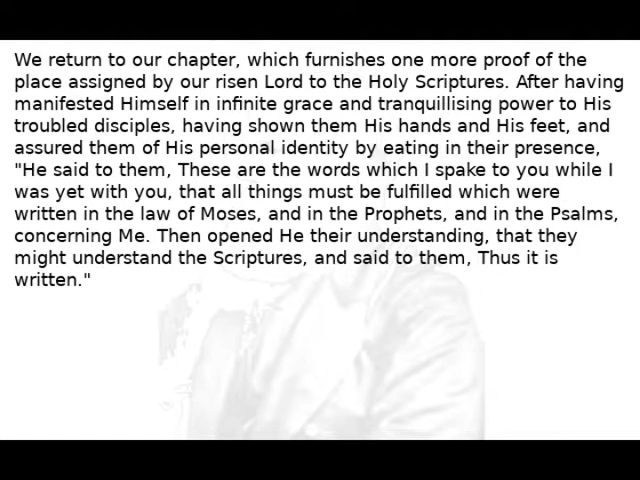 We return to our chapter, which furnishes one more proof of the
place assigned by our risen Lord to the Holy Scriptures. After having
manifested Himself in infinite grace and tranquillising power to His
troubled disciples, having shown them His hands and His feet, and
assured them of His personal identity by eating in their presence,
"He said to them, These are the words which I spake to you while I
was yet with you, that all things must be fulfilled which were
written in the law of Moses, and in the Prophets, and in the Psalms,
concerning Me. Then opened He their understanding, that they
might understand the Scriptures, and said to them, Thus it is
written."